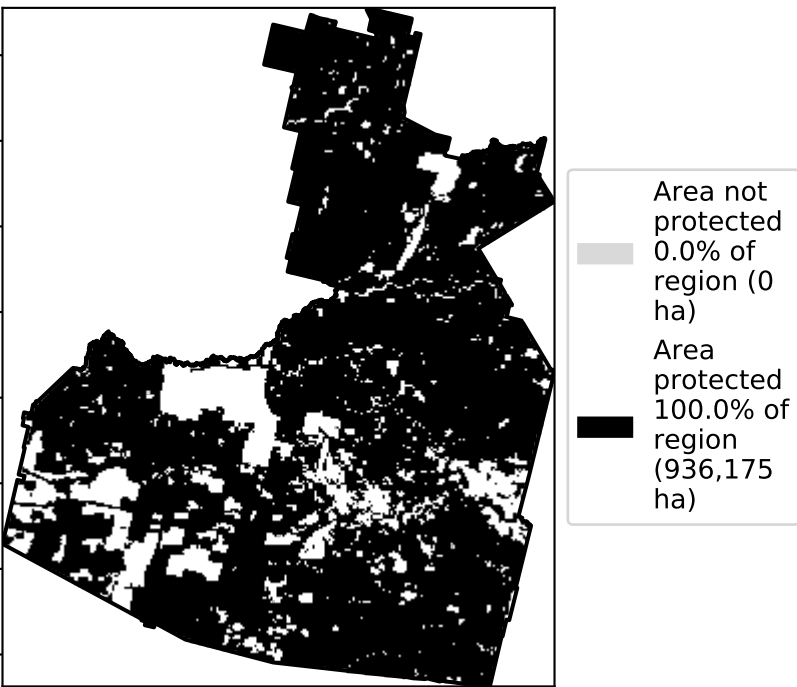 Area not
protected
0.0% of
region (0
ha)
Area
protected
100.0% of
region
(936,175
ha)